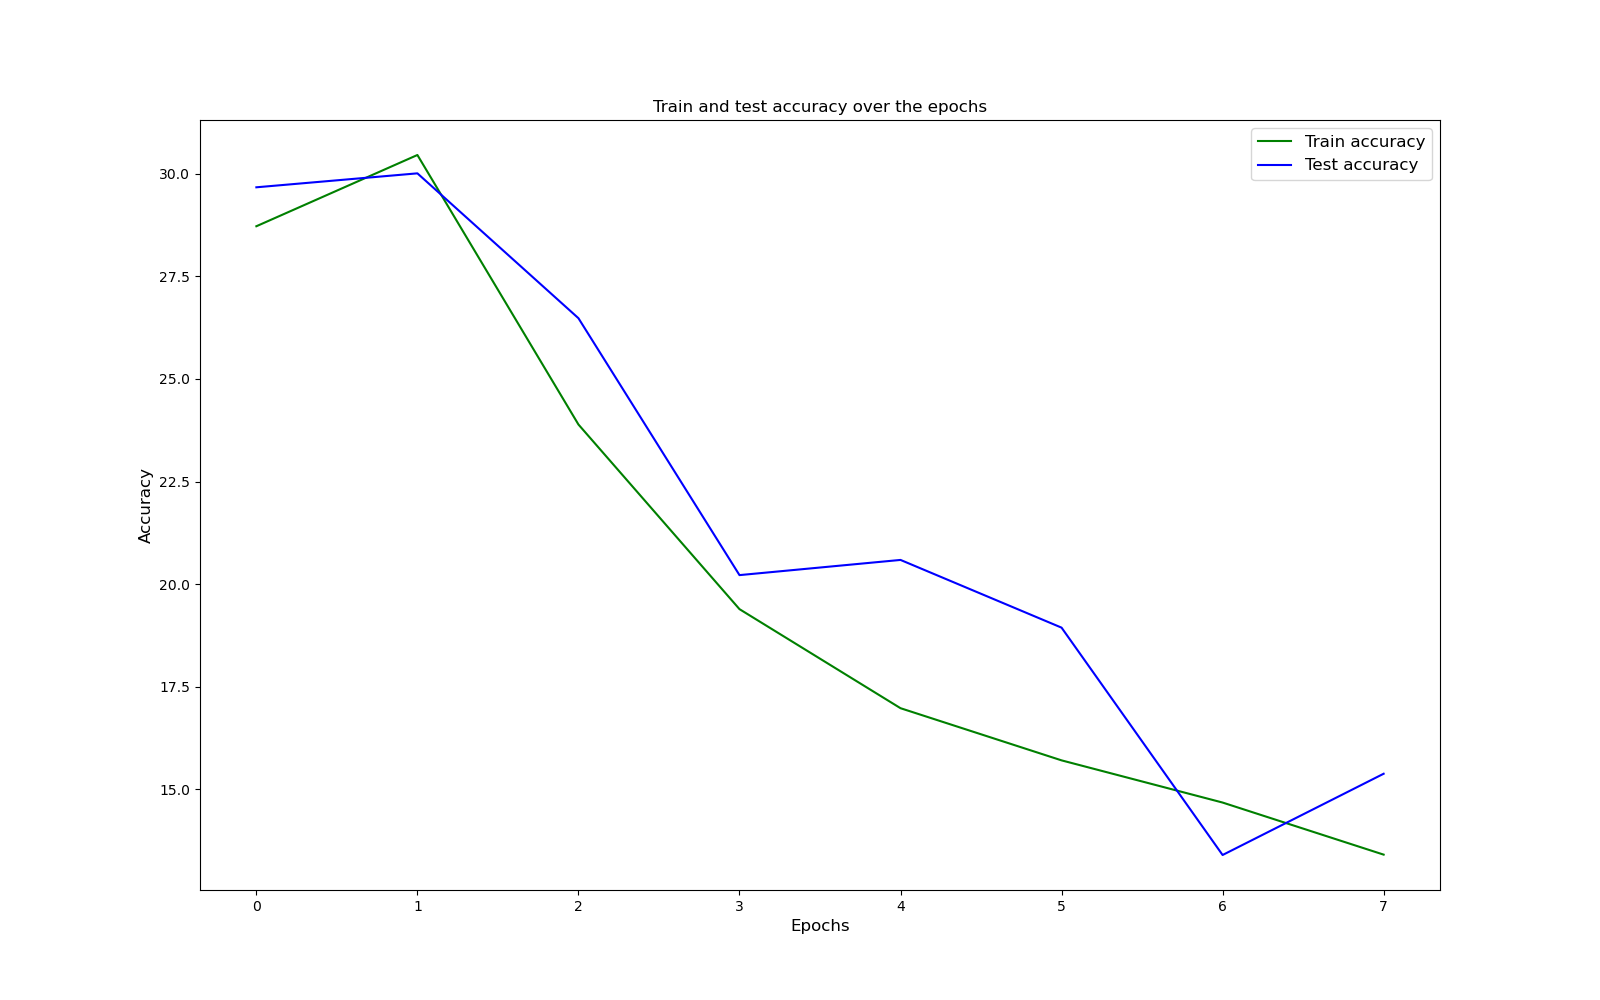 Train and test accuracy over the epochs
Train accuracy
Test accuracy
30.0
27.5
25.0
22.5
20.0
17.5
15.0
Accuracy
0 1 2 3 4 5 6 7
Epochs